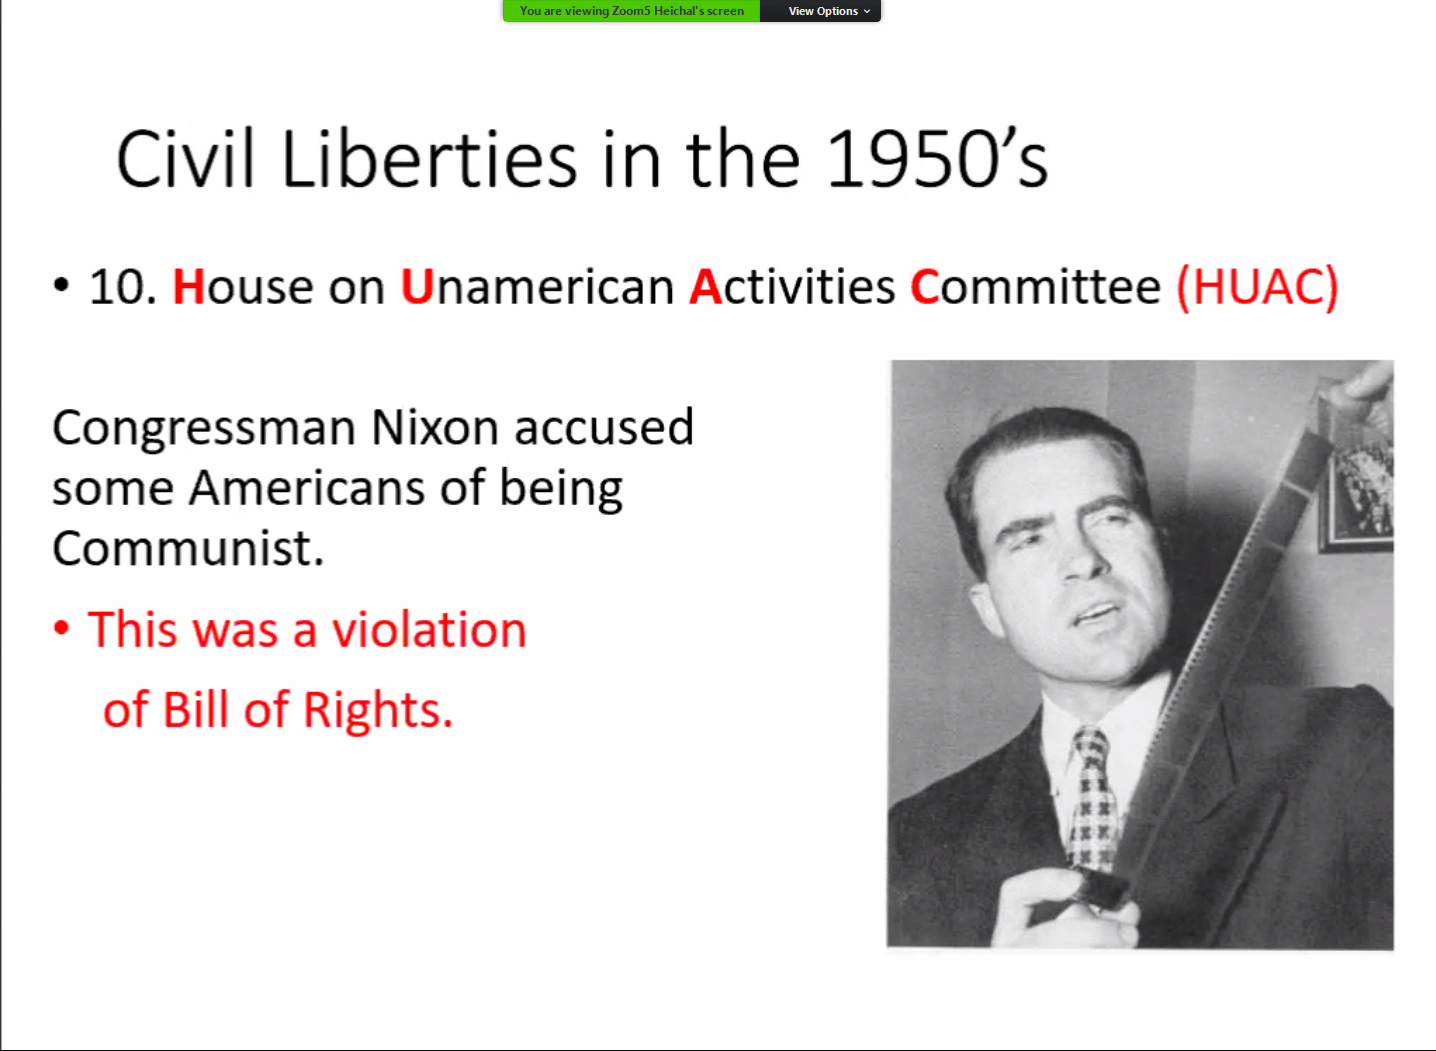 You are viewing Zoom5 Heichal's screen View Options
Civil Liberties in the 1950’s
• 10. House on Unamerican Activities Committee (HUAC)
Congressman Nixon accused
some Americans of being
Communist.
• This was a violation
of Bill of Rights.